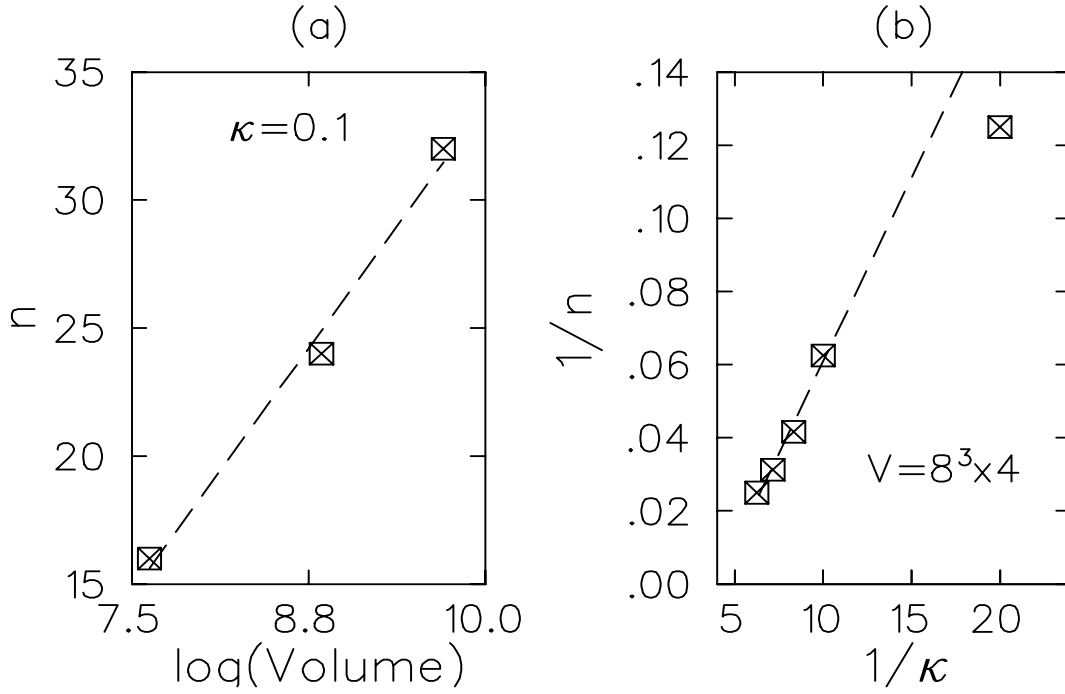 (a)
35
30
25
20
15
n
κ=0.1
7.5 8.8 10.0
log(Volume)
(b)
.14
.12
.10
.08
.06
.04
.02
.00
1/n
V=8³x4
5 10 15 20
1/κ